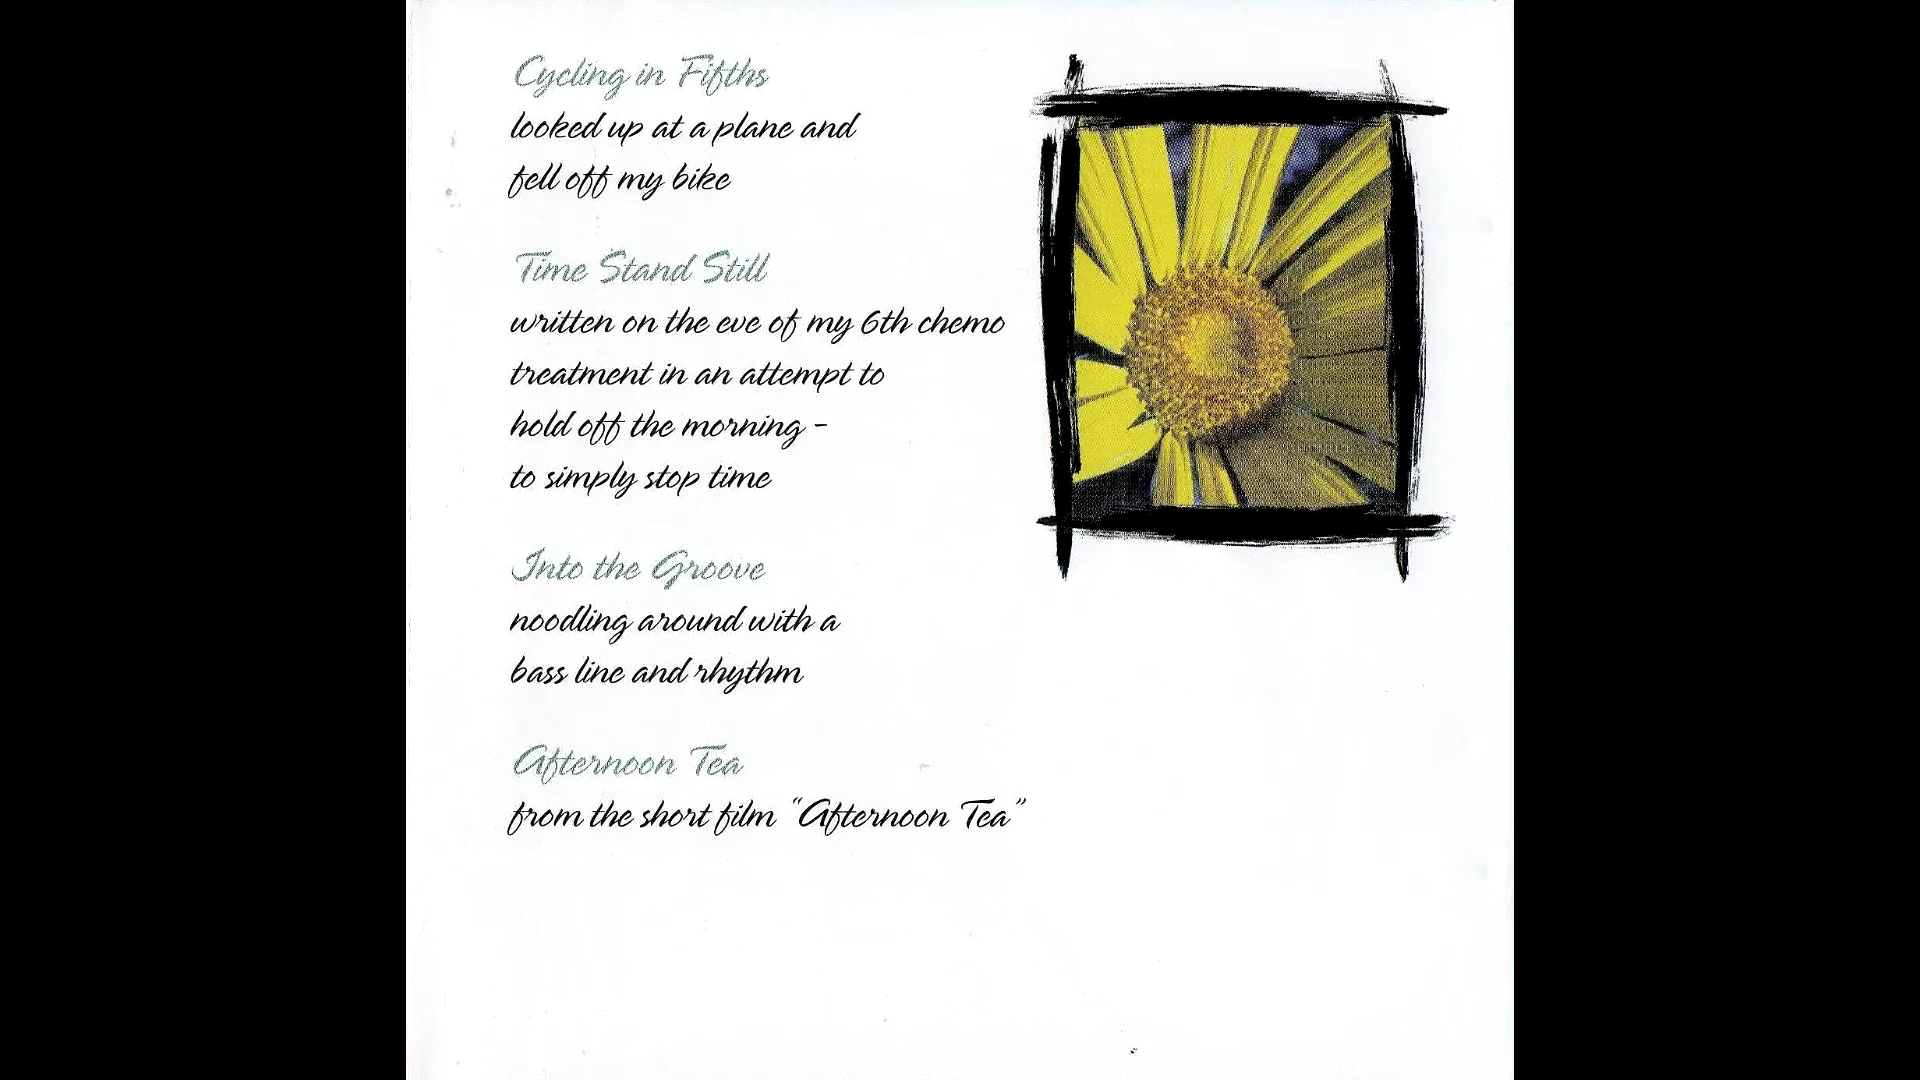 Cycling in Fifths
looked up at a plane and
fell off my bike
Time Stand Still
written on the eve of my 6th chemo
treatment in an attempt to
hold off the morning -
to simply stop time
Into the Groove
noodling around with a
bass line and rhythm
Afternoon Tea
from the short film "Afternoon Tea"